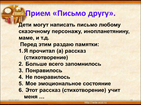 Прием «Письмо другу».
Дети могут написать письмо любому
сказочному персонажу, инопланетянину,
маме, и т.д.
Перед этим раздаю памятки:
1. Я прочитал (а) рассказ
(стихотворение)
2. Больше всего запомнилось
3. Понравилось
4. Не понравилось
5. Мое эмоциональное состояние
6. Этот рассказ (стихотворение) учит
меня ….